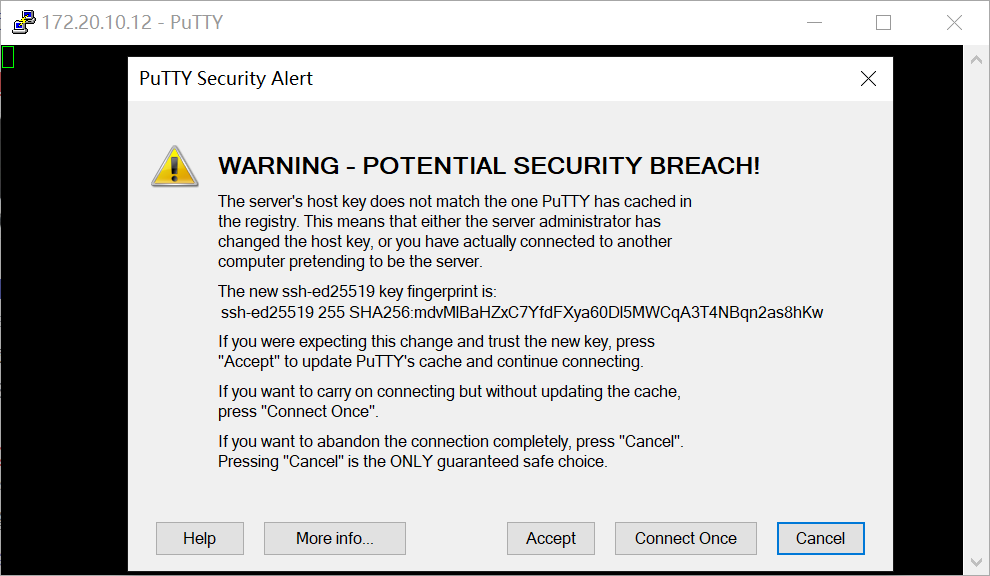 172.20.10.12 - PuTTY
PuTTY Security Alert
WARNING - POTENTIAL SECURITY BREACH!
The server's host key does not match the one PuTTY has cached in
the registry. This means that either the server administrator has
changed the host key, or you have actually connected to another
computer pretending to be the server.
The new ssh-ed25519 key fingerprint is:
ssh-ed25519 255 SHA256:mdvMlBaHZxC7YfdFXya60Dl5MWCqA3T4NBqn2as8hKw
If you were expecting this change and trust the new key, press
"Accept" to update PuTTY's cache and continue connecting.
If you want to carry on connecting but without updating the cache,
press "Connect Once".
If you want to abandon the connection completely, press "Cancel".
Pressing "Cancel" is the ONLY guaranteed safe choice.
Help
More info...
Accept
Connect Once
Cancel